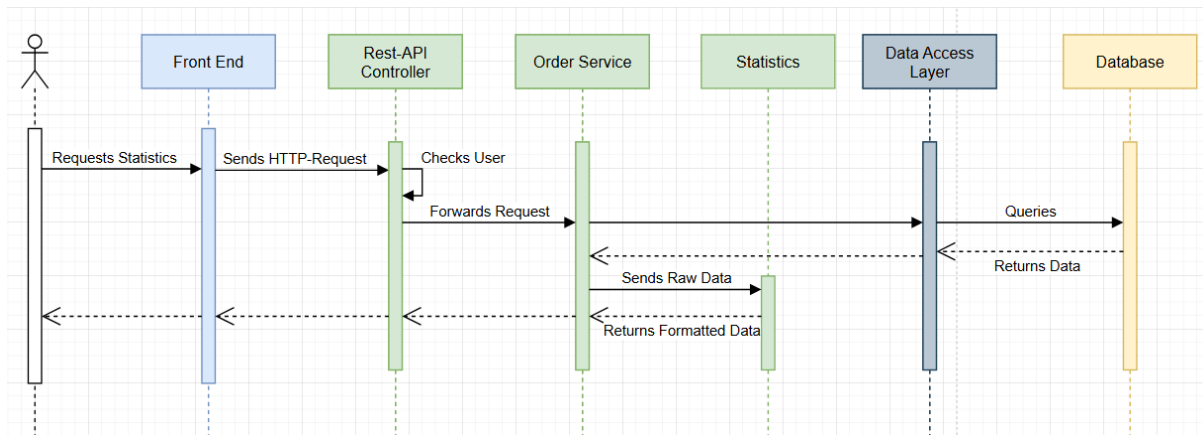 Front End
Rest-API
Controller
Order Service
Statistics
Data Access
Layer
Database
Requests Statistics
Sends HTTP-Request
Checks User
Forwards Request
Queries
Returns Data
Sends Raw Data
Returns Formatted Data